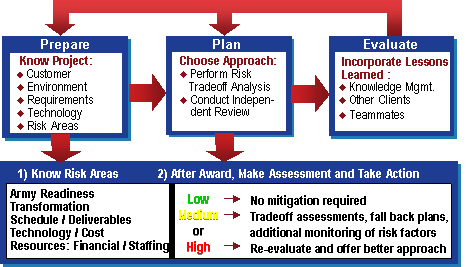 Prepare
Know Project:
Customer
Environment
Requirements
Technology
Risk Areas
Plan
Choose Approach:
Perform Risk
Tradeoff Analysis
Conduct Indepen-
dent Review
Evaluate
Incorporate Lessons
Learned :
Knowledge Mgmt.
Other Clients
Teammates
1) Know Risk Areas
Army Readiness
Transformation
Schedule / Deliverables
Technology / Cost
Resources: Financial / Staffing
2) After Award, Make Assessment and Take Action
Low No mitigation required
Medium Tradeoff assessments, fall back plans,
or additional monitoring of risk factors
High Re-evaluate and offer better approach